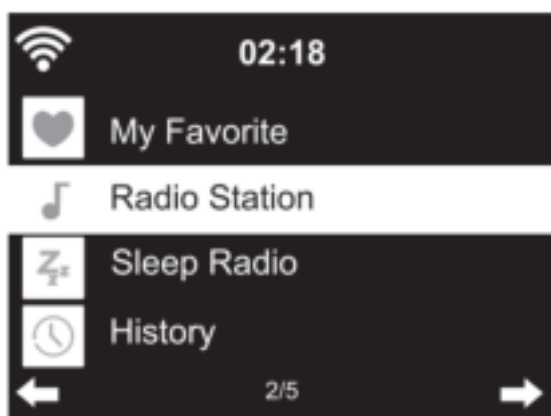 02:18
My Favorite
Radio Station
Sleep Radio
History
2/5